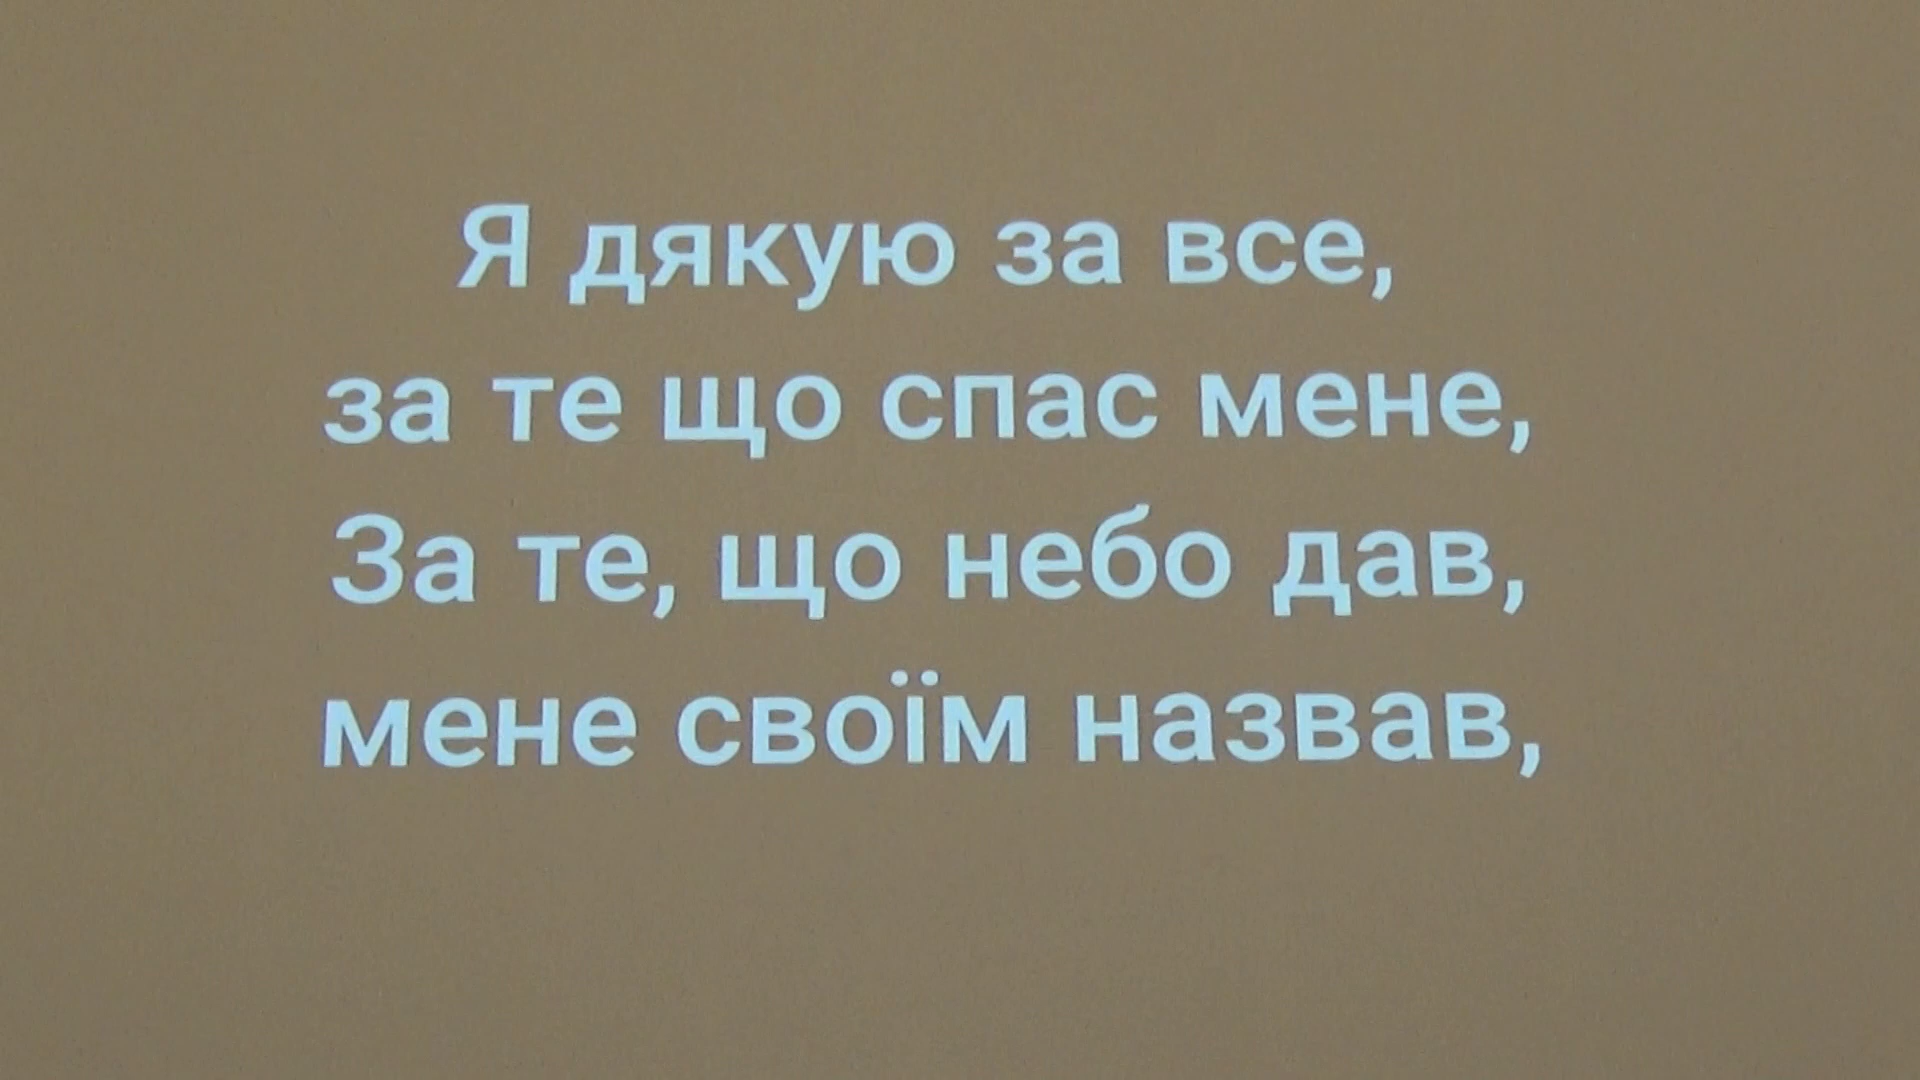 Я дякую за все,
за те що спас мене,
За те, що небо дав,
мене своїм назвав,